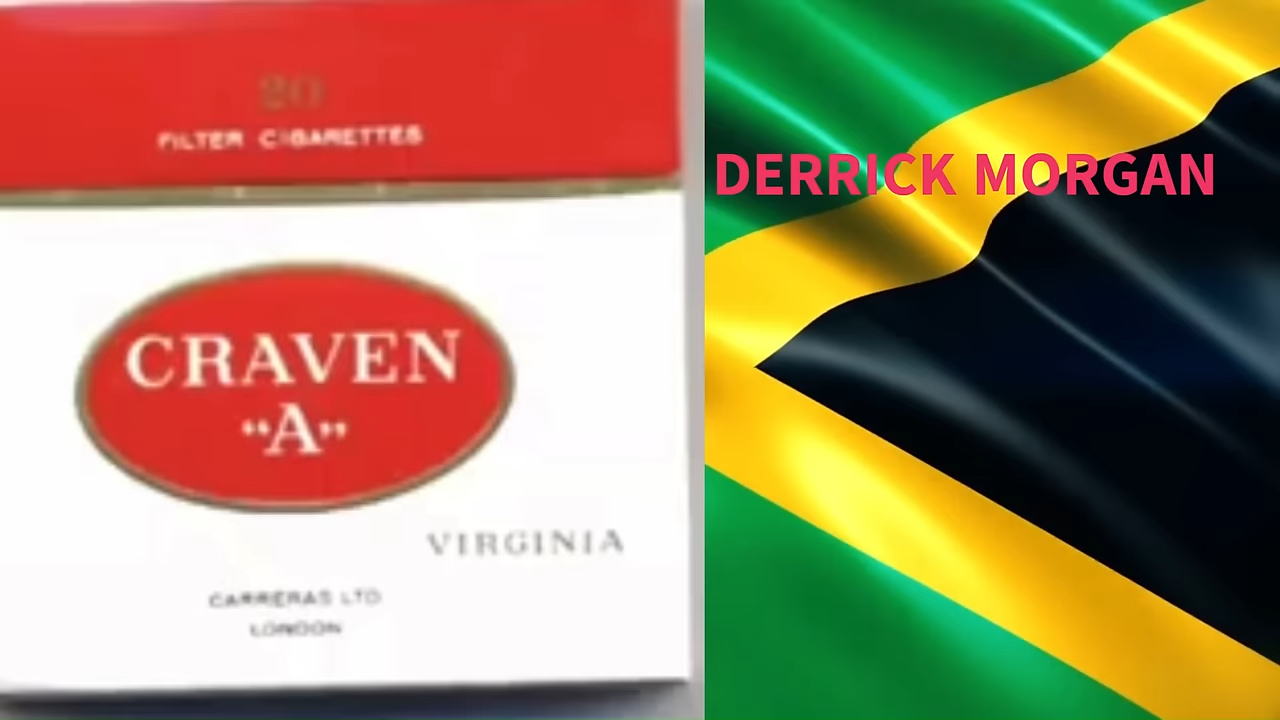 20
FILTER CIGARETTES
CRAVEN
“A”
VIRGINIA
CARRERAS LTD
LONDON
DERRICK MORGAN